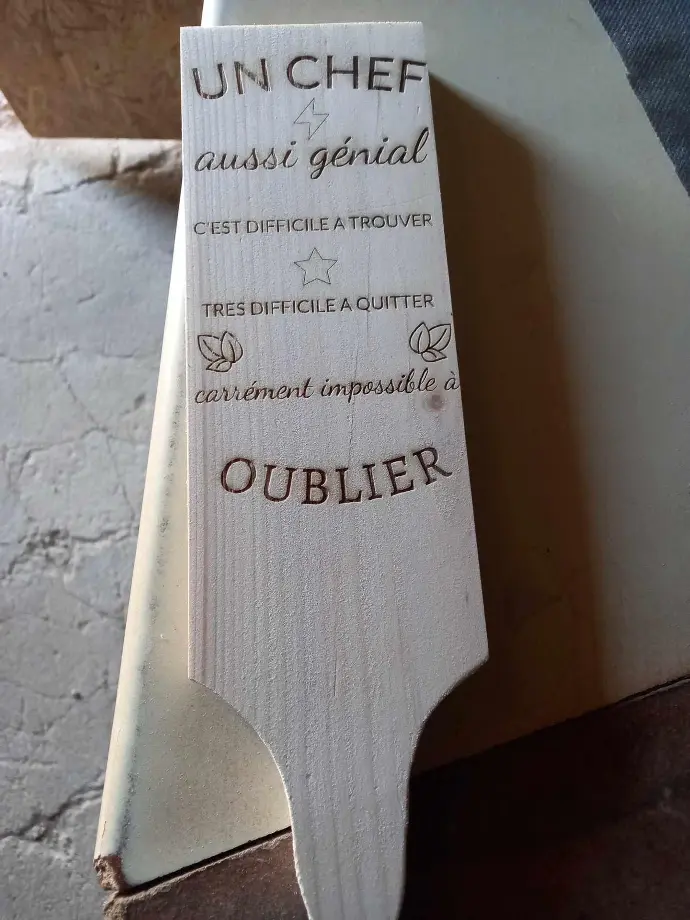 UN CHEF
aussi génial
C'EST DIFFICILE A TROUVER
TRES DIFFICILE A QUITTER
carrément impossible à
OUBLIER